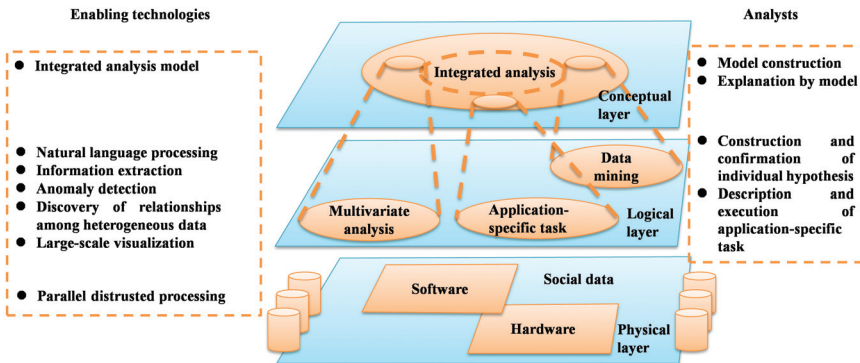 Enabling technologies
● Integrated analysis model
● Natural language processing
● Information extraction
● Anomaly detection
● Discovery of relationships
among heterogeneous data
● Large-scale visualization
● Parallel distrusted processing
Integrated analysis
Conceptual
layer
Data
mining
Multivariate
analysis
Application-
specific task
Logical
layer
Social data
Software
Hardware
Physical
layer
Analysts
● Model construction
● Explanation by model
● Construction and
confirmation of
individual hypothesis
● Description and
execution of
application-specific
task